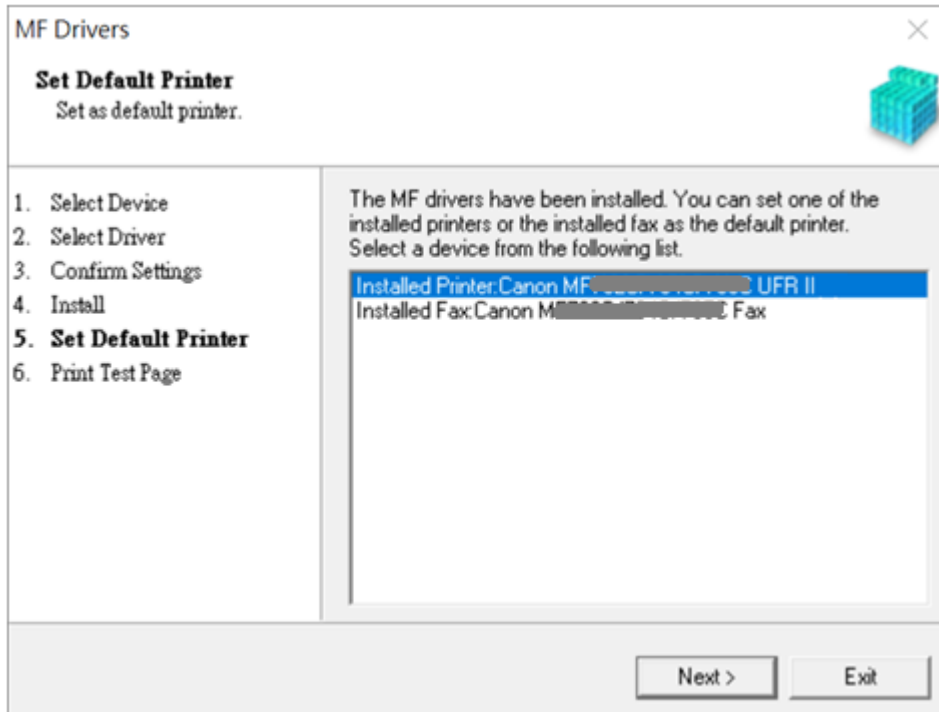 MF Drivers
Set Default Printer
Set as default printer.
1. Select Device
2. Select Driver
3. Confirm Settings
4. Install
5. Set Default Printer
6. Print Test Page
The MF drivers have been installed. You can set one of the
installed printers or the installed fax as the default printer.
Select a device from the following list.
Installed Printer:Canon UFR II
Installed Fax:Canon Fax
Next >
Exit